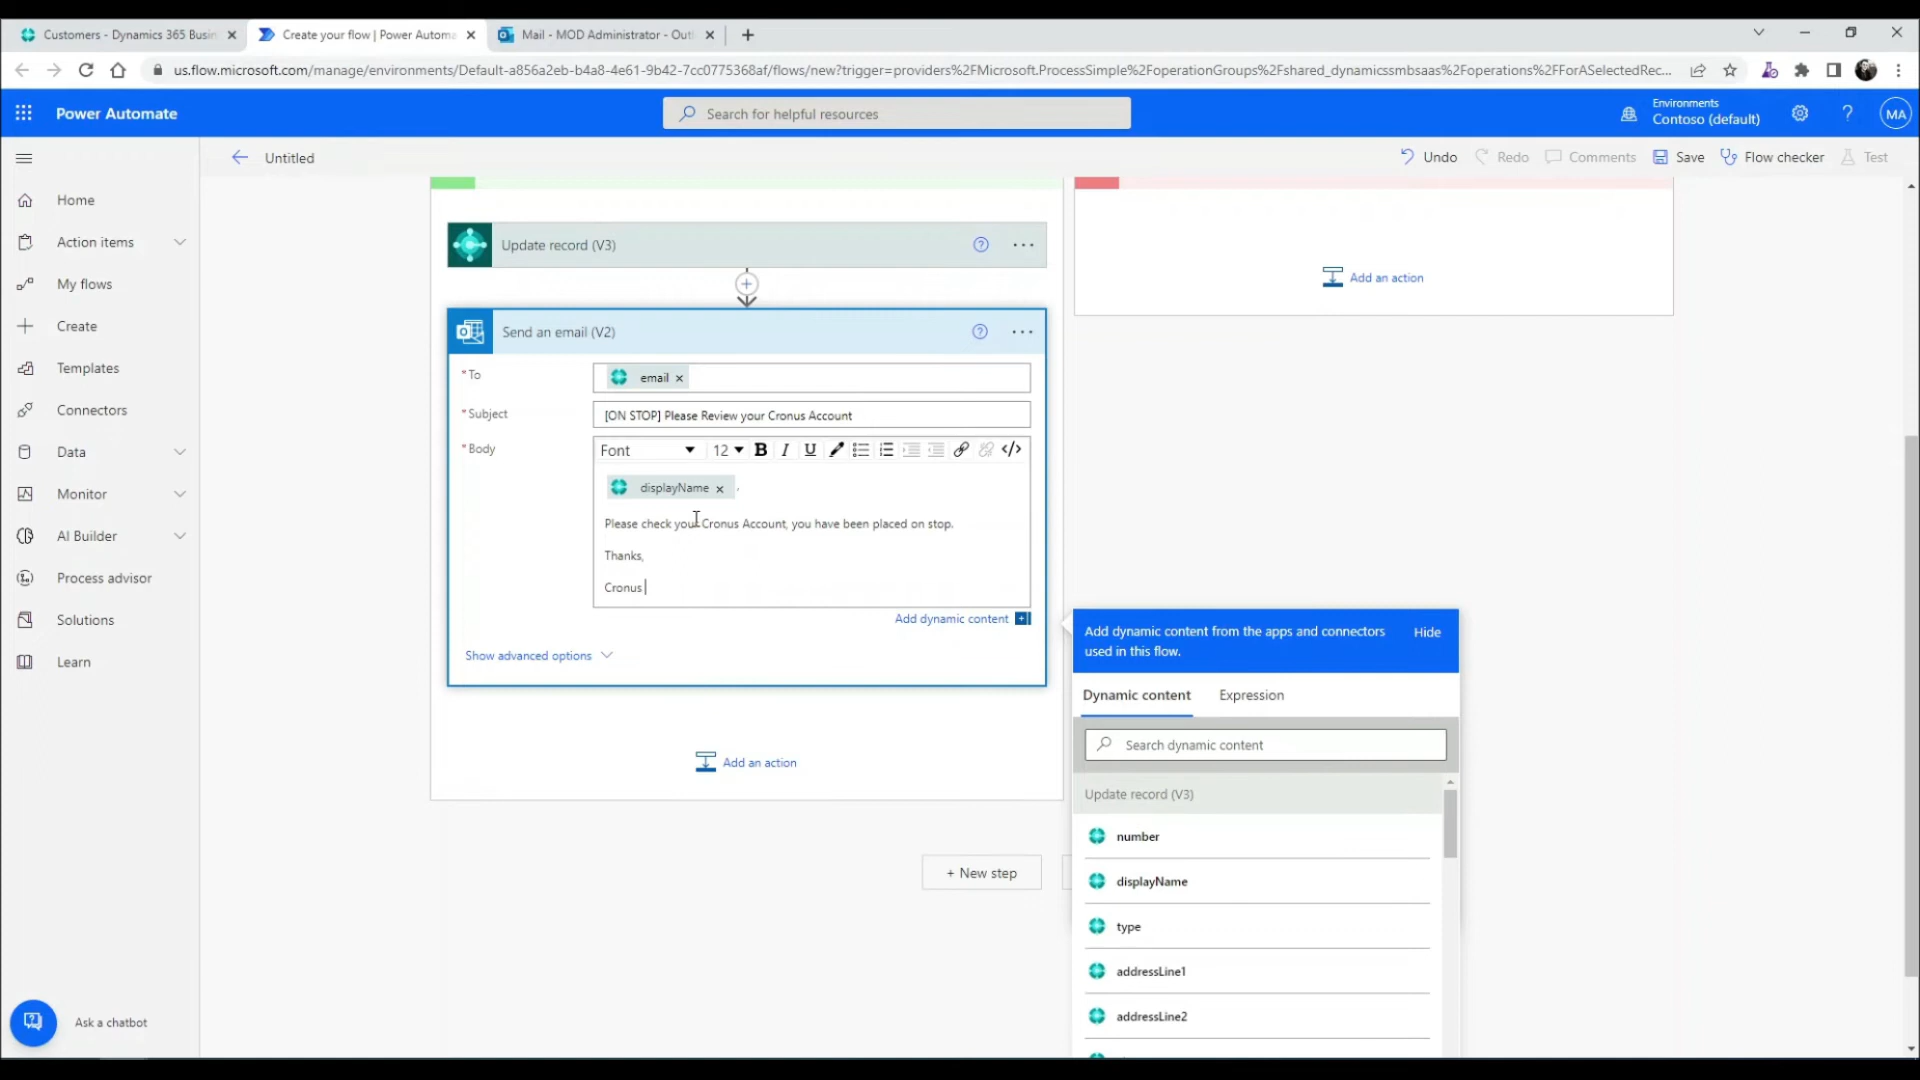 Customers - Dynamics 365 Busin
Create your flow | Power Automa
Mail - MOD Administrator - Out
us.flow.microsoft.com/manage/environments/Default-a856a2eb-b4a8-4e61-9b42-7cc0775368af/flows/new?trigger=providers%2FMicrosoft.ProcessSimple%2FoperationGroups%2Fshared_dynamicssmbsaas%2Foperations%2FForASelectedRec...
Power Automate
Search for helpful resources
Environments
Contoso (default)
MA
Untitled
Undo
Redo
Comments
Save
Flow checker
Test
Home
Action items
My flows
Create
Templates
Connectors
Data
Monitor
AI Builder
Process advisor
Solutions
Learn
Ask a chatbot
Update record (V3)
Add an action
Send an email (V2)
* To
email
* Subject
[ON STOP] Please Review your Cronus Account
* Body
Font
12
B I U
displayName ,
Please check your Cronus Account, you have been placed on stop.
Thanks,
Cronus
Add dynamic content
Show advanced options
Add an action
+ New step
Add dynamic content from the apps and connectors
used in this flow.
Hide
Dynamic content
Expression
Search dynamic content
Update record (V3)
number
displayName
type
addressLine1
addressLine2